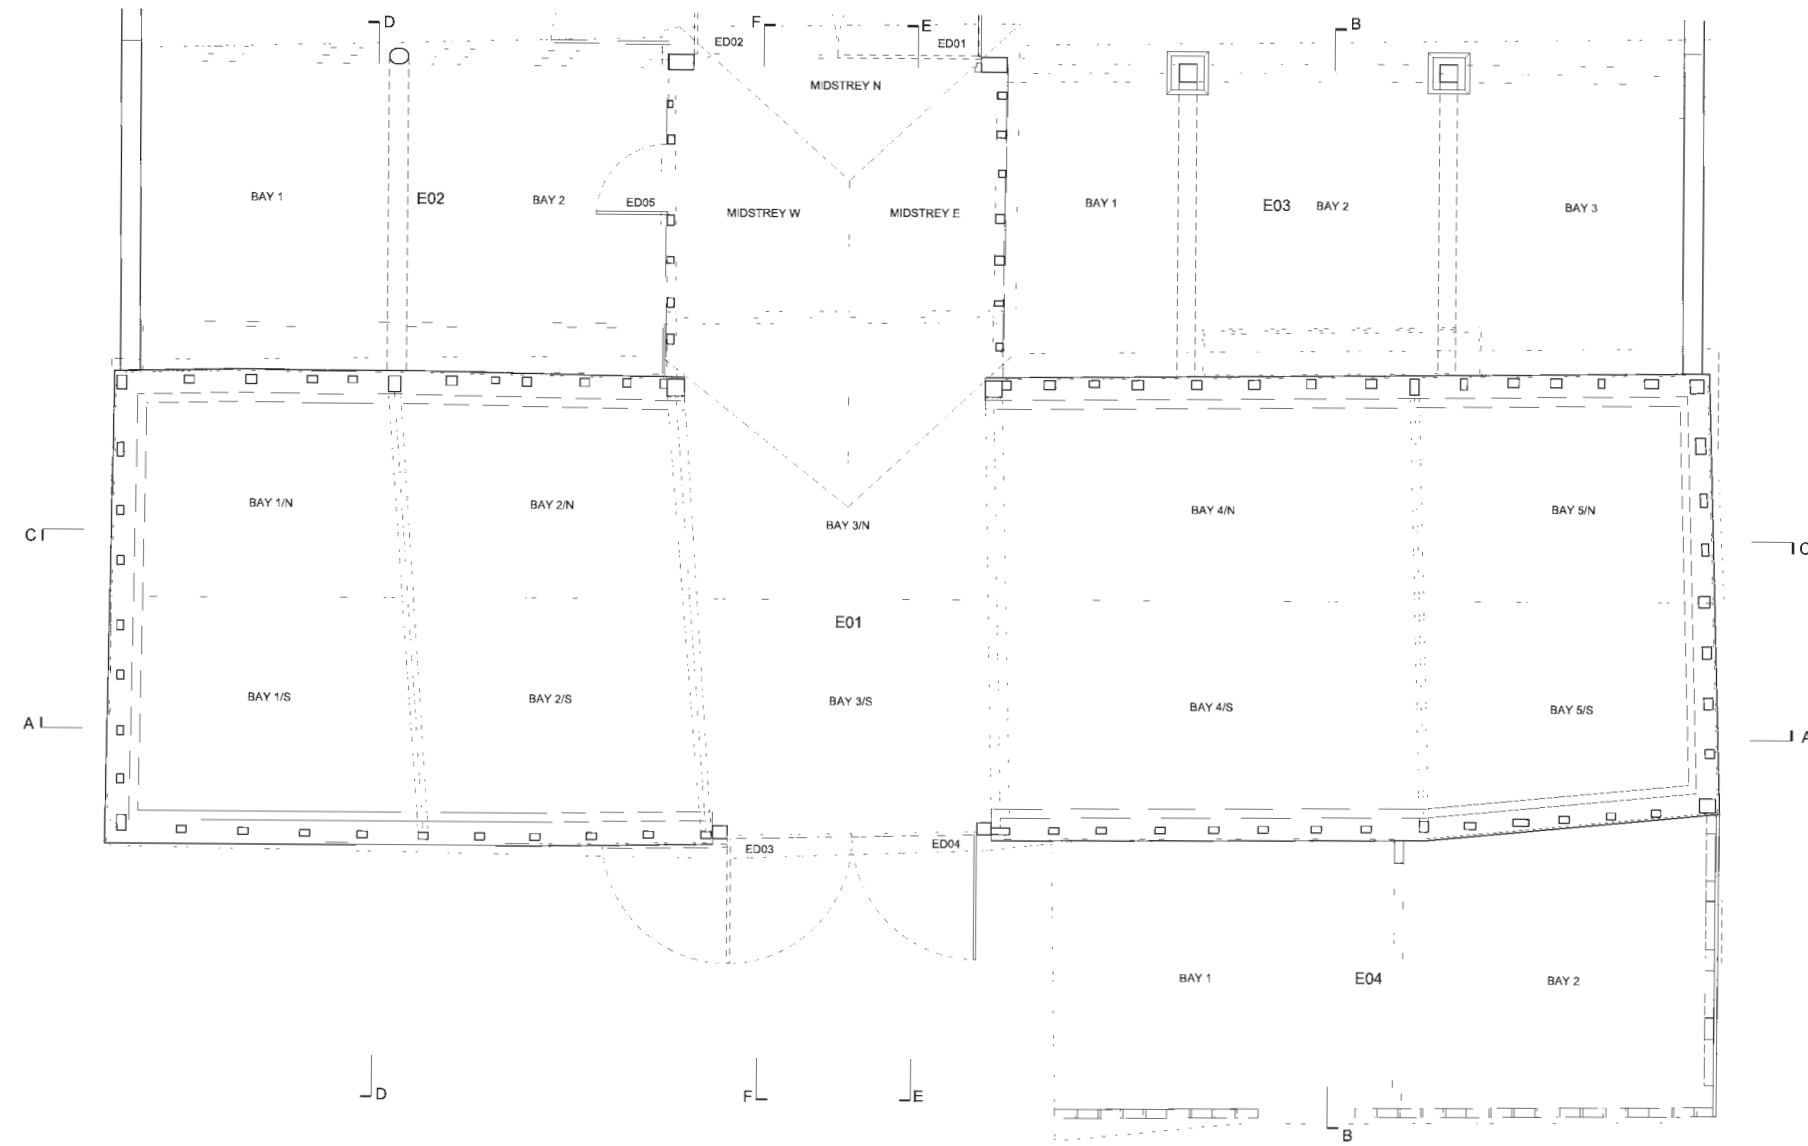 D
F
E
B
ED02
ED01
MIDSTREY N
BAY 1
E02
BAY 2
ED05
MIDSTREY W
MIDSTREY E
BAY 1
E03
BAY 2
BAY 3
BAY 1/N
BAY 2/N
BAY 3/N
BAY 4/N
BAY 5/N
C
C
E01
BAY 1/S
BAY 2/S
BAY 3/S
BAY 4/S
BAY 5/S
A
A
ED03
ED04
BAY 1
E04
BAY 2
D
F
E
B